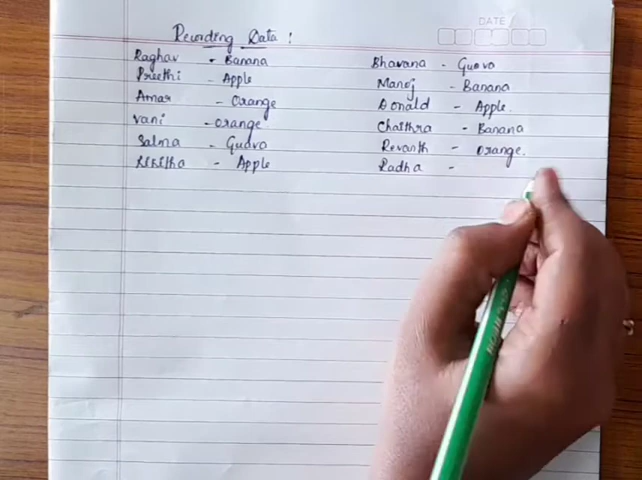 Recording Data :
DATE
Raghav - Banana
Preethi - Apple
Amar - Orange
Vani - Orange
Salma - Guava
Rikitha - Apple
Bhavana - Guava
Manoj - Banana
Donald - Apple.
Chaithra - Banana
Revanth - Orange.
Radha -